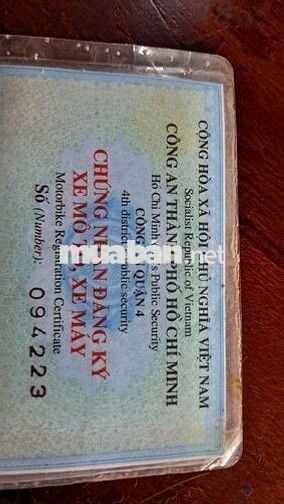 CỘNG HÒA XÃ HỘI CHỦ NGHĨA VIỆT NAM
Socialist Republic of Vietnam
CÔNG AN THÀNH PHỐ HỒ CHÍ MINH
Ho Chi Minh's Public Security
CÔNG AN QUẬN 4
4th district public security
CHỨNG NHẬN ĐĂNG KÝ
XE MÔ TÔ, XE MÁY
Motorbike Registration Certificate
Số (Number): 094223
muaban.net